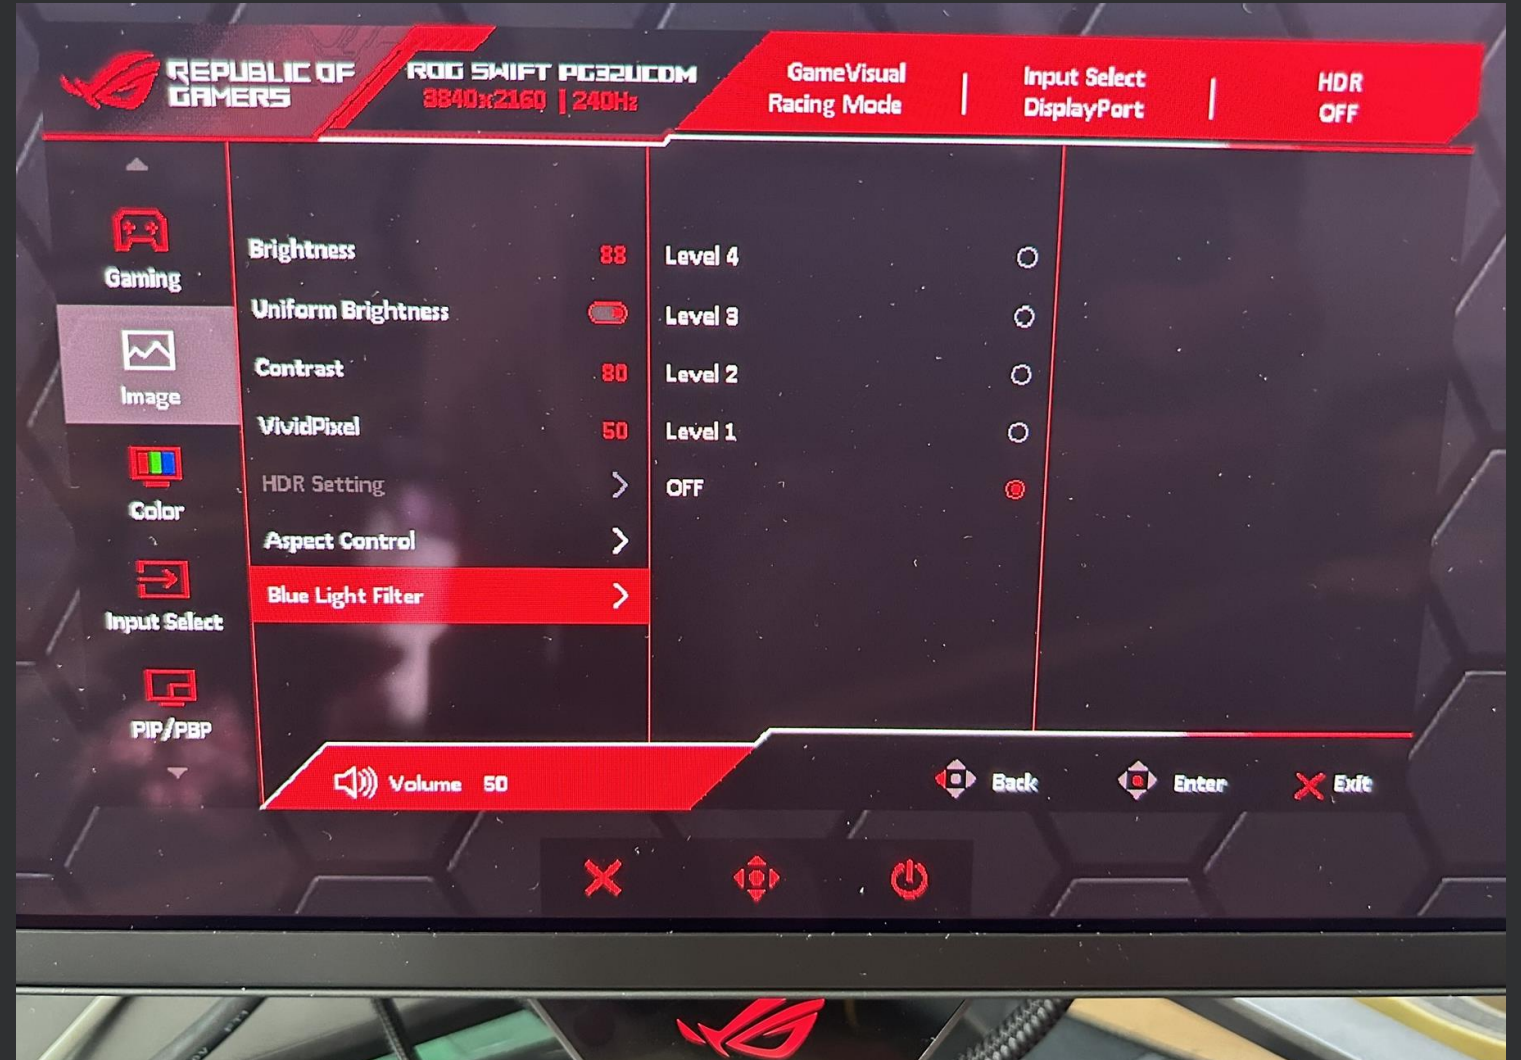 REPUBLIC OF
GAMERS
ROG SWIFT PG32UCDM
3840x2160 | 240Hz
GameVisual
Racing Mode
Input Select
DisplayPort
HDR
OFF
Gaming
Image
Color
Input Select
PIP/PBP
Brightness 88
Uniform Brightness
Contrast 80
VividPixel 50
HDR Setting
Aspect Control
Blue Light Filter
Level 4
Level 3
Level 2
Level 1
OFF
Volume 50
Back
Enter
Exit